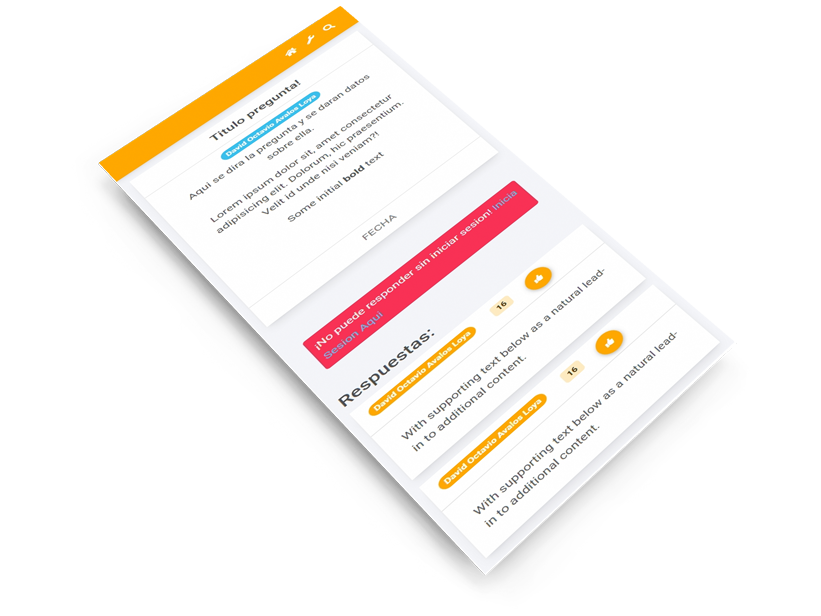 Titulo pregunta!
David Octavio Avalos Loya
Aqui se dira la pregunta y se daran datos
sobre ella.
Lorem ipsum dolor sit, amet consectetur
adipisicing elit. Dolorum, hic praesentium.
Velit id unde nisi veniam?!
Some initial bold text
FECHA
¡No puede responder sin iniciar sesion! Inicia
Sesion Aqui
Respuestas:
David Octavio Avalos Loya
16
With supporting text below as a natural lead-
in to additional content.
David Octavio Avalos Loya
16
With supporting text below as a natural lead-
in to additional content.